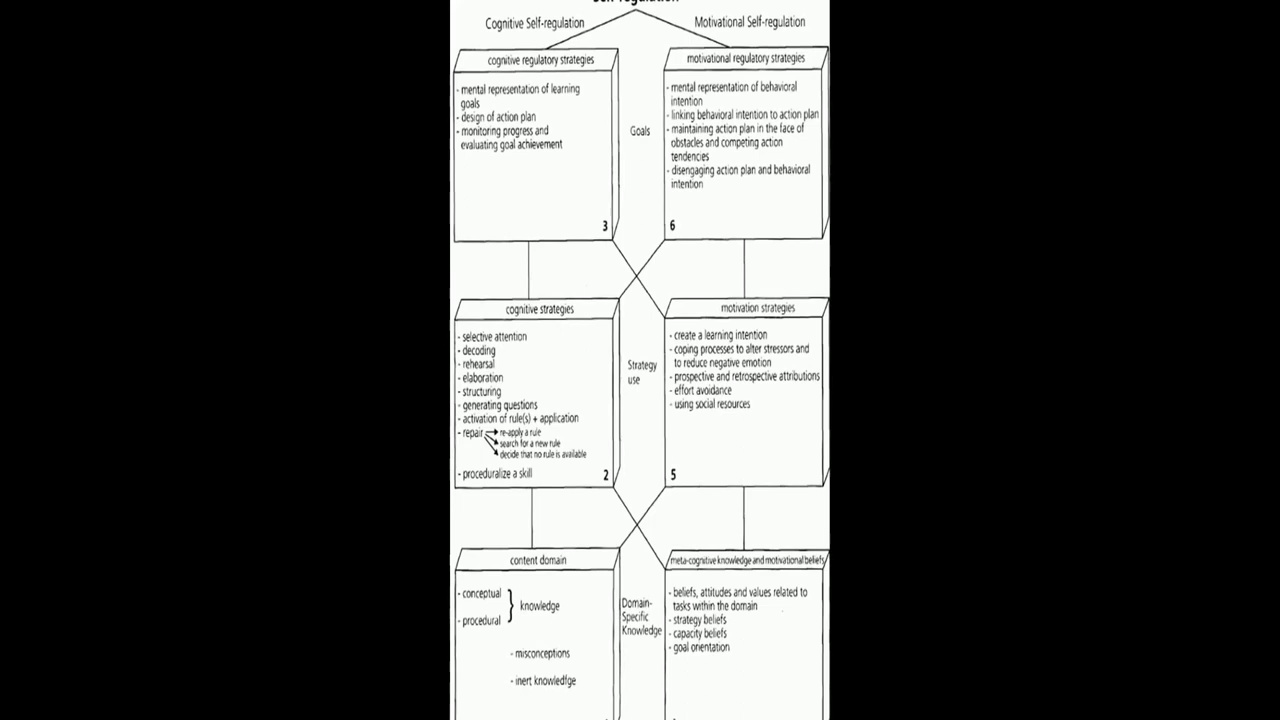 Cognitive Self-regulation
Motivational Self-regulation
cognitive regulatory strategies
- mental representation of learning
goals
- design of action plan
- monitoring progress and
evaluating goal achievement
3
Goals
motivational regulatory strategies
- mental representation of behavioral
intention
- linking behavioral intention to action plan
- maintaining action plan in the face of
obstacles and competing action
tendencies
- disengaging action plan and behavioral
intention
6
cognitive strategies
- selective attention
- decoding
- rehearsal
- elaboration
- structuring
- generating questions
- activation of rule(s) + application
- repair
re-apply a rule
search for a new rule
decide that no rule is available
- proceduralize a skill
2
Strategy
use
motivation strategies
- create a learning intention
- coping processes to alter stressors and
to reduce negative emotion
- prospective and retrospective attributions
- effort avoidance
- using social resources
5
content domain
- conceptual
- procedural
knowledge
- misconceptions
- inert knowledfge
Domain-
Specific
Knowledge
meta-cognitive knowledge and motivational beliefs
- beliefs, attitudes and values related to
tasks within the domain
- strategy beliefs
- capacity beliefs
- goal orientation